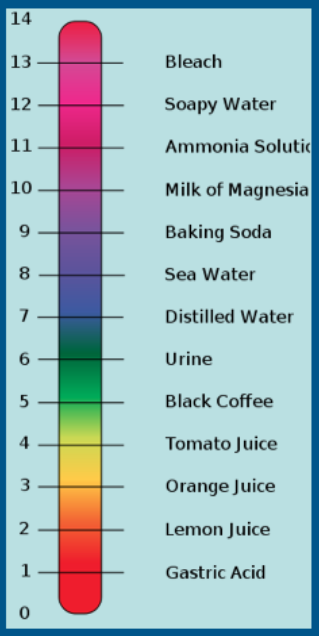 14
13 Bleach
12 Soapy Water
11 Ammonia Solutio
10 Milk of Magnesia
9 Baking Soda
8 Sea Water
7 Distilled Water
6 Urine
5 Black Coffee
4 Tomato Juice
3 Orange Juice
2 Lemon Juice
1 Gastric Acid
0